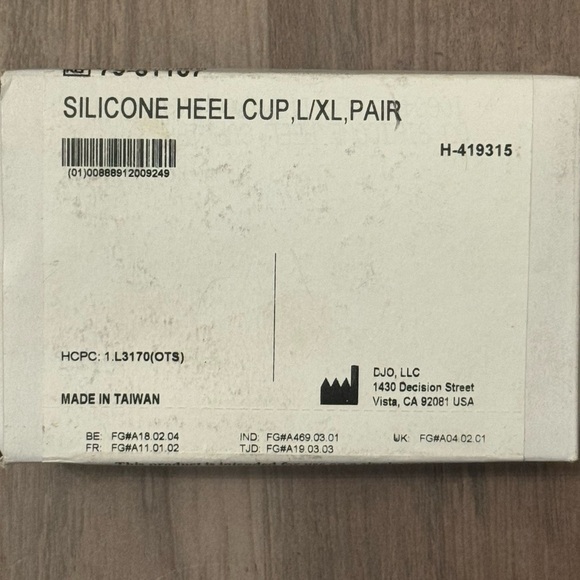 SILICONE HEEL CUP,L/XL,PAIR
(01)00888912009249
H-419315
HCPC: 1.L3170(OTS)
MADE IN TAIWAN
DJO, LLC
1430 Decision Street
Vista, CA 92081 USA
BE: FG#A18.02.04 IND: FG#A469.03.01 UK: FG#A04.02.01
FR: FG#A11.01.02 TJD: FG#A19.03.03